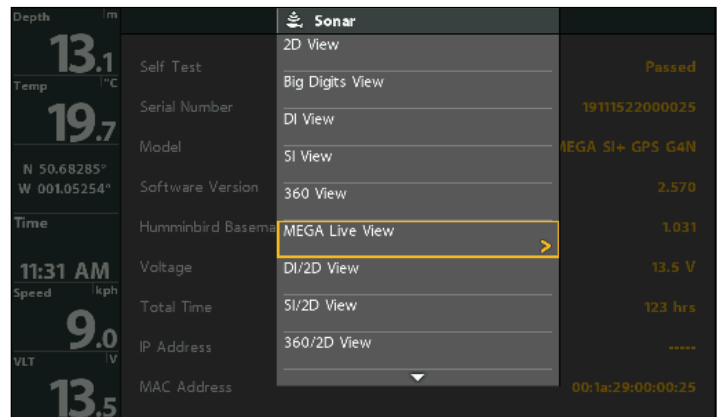 Depth m
13.1
Temp °C
19.7
N 50.68285°
W 001.05254°
Time
11:31 AM
Speed kph
9.0
VLT V
13.5
Sonar
2D View
Big Digits View
DI View
SI View
360 View
MEGA Live View >
DI/2D View
SI/2D View
360/2D View
Self Test Passed
Serial Number 19111522000025
Model MEGA SI+ GPS G4N
Software Version 2.570
Humminbird Basema 1.031
Voltage 13.5 V
Total Time 123 hrs
IP Address -----
MAC Address 00:1a:29:00:00:25